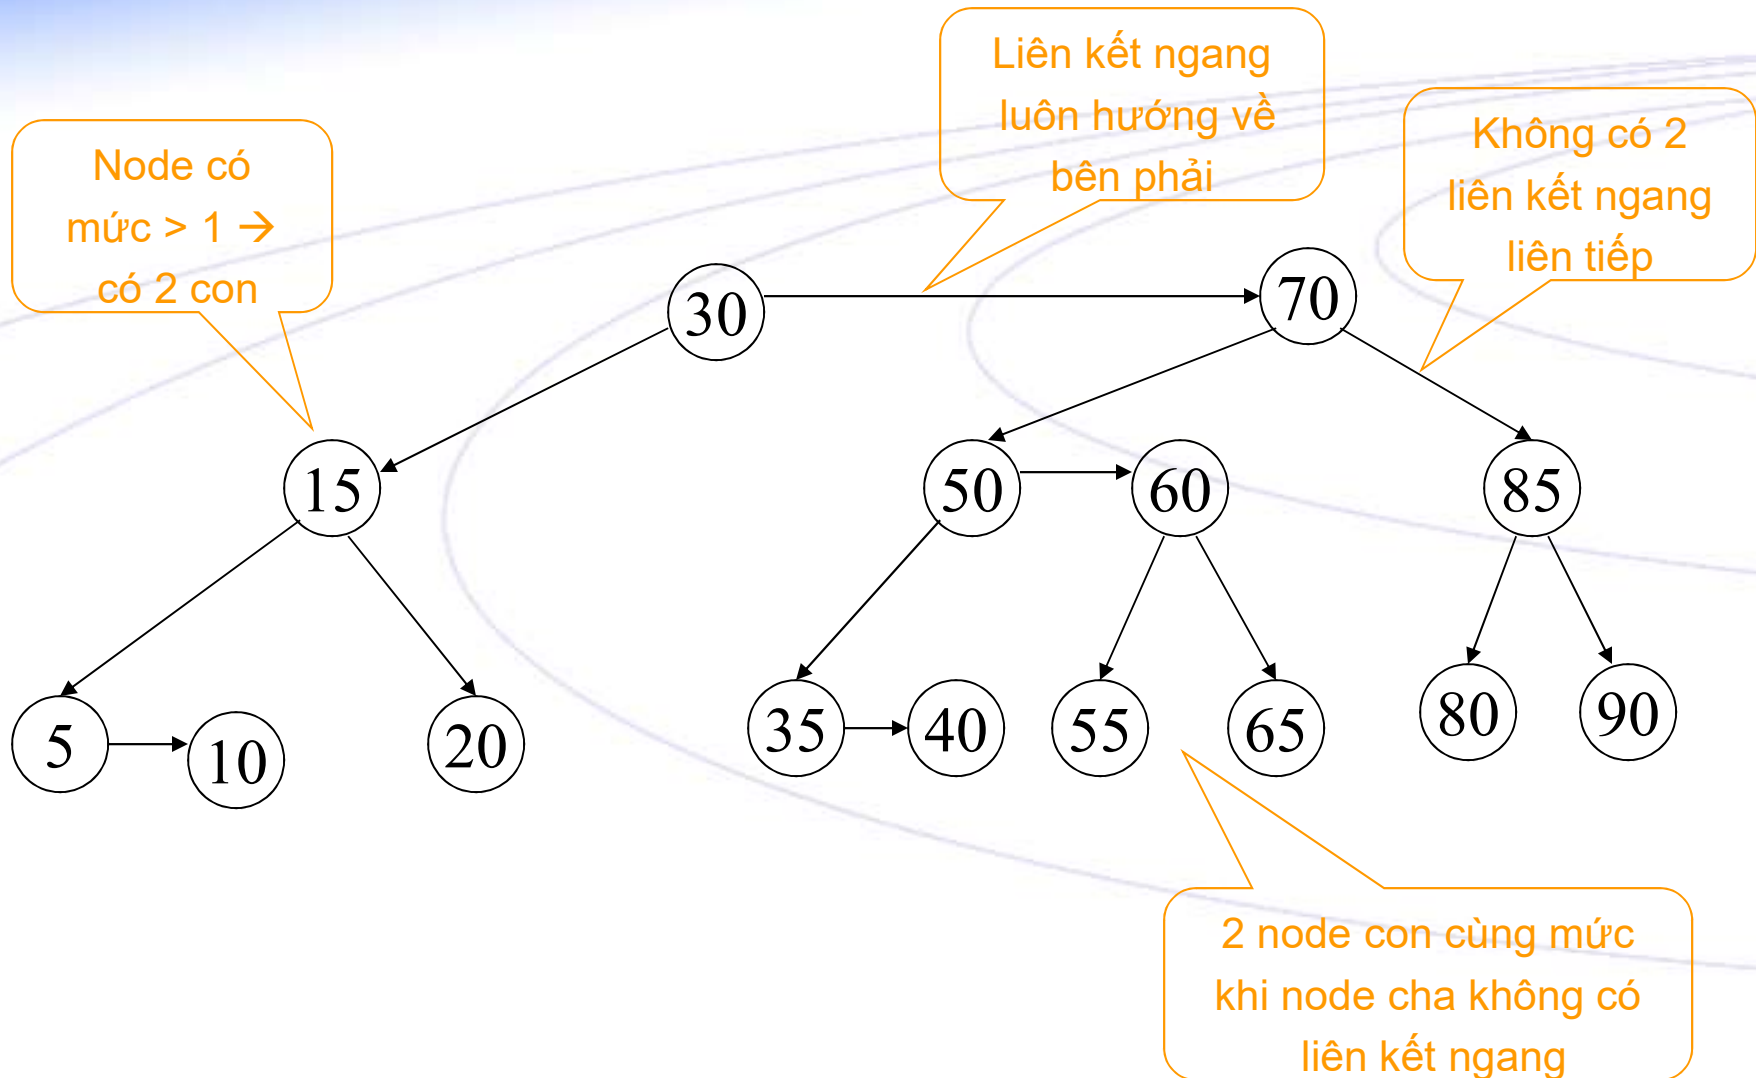 Liên kết ngang
luôn hướng về
bên phải
Không có 2
liên kết ngang
liên tiếp
Node có
mức > 1 →
có 2 con
30
70
15
50
60
85
5
10
20
35
40
55
65
80
90
2 node con cùng mức
khi node cha không có
liên kết ngang